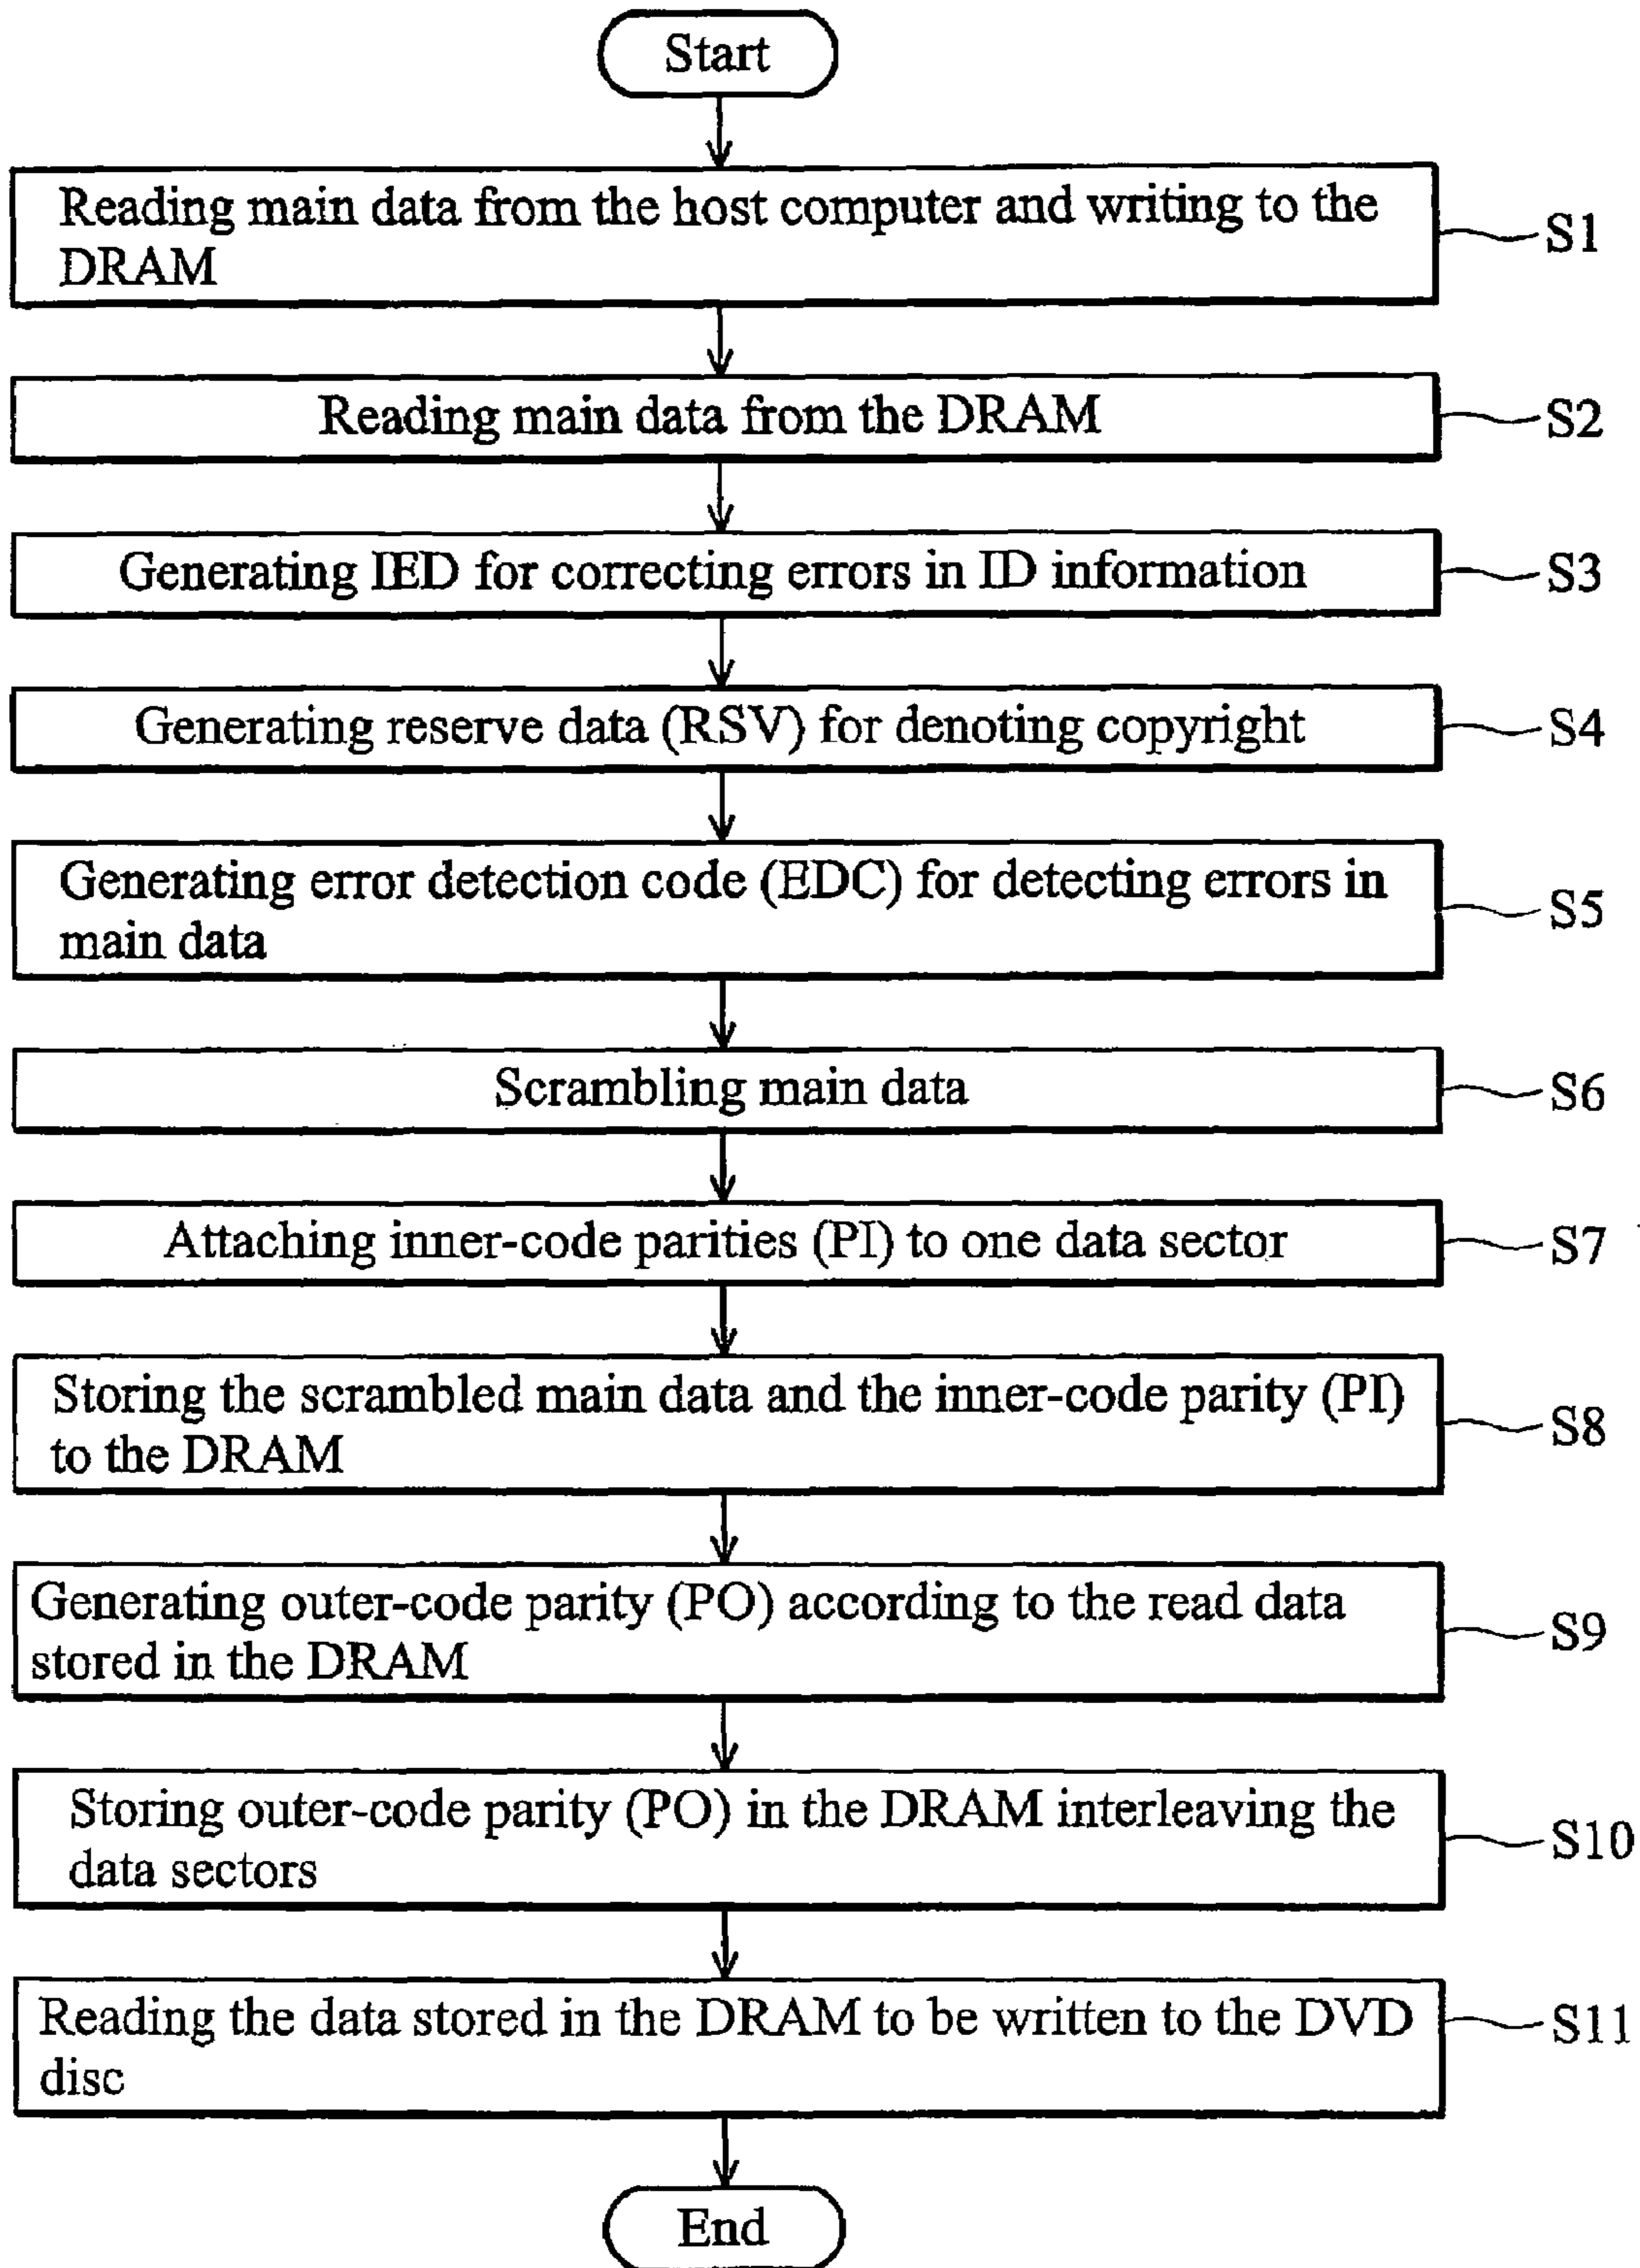 Start
Reading main data from the host computer and writing to the
DRAM
S1
Reading main data from the DRAM
S2
Generating IED for correcting errors in ID information
S3
Generating reserve data (RSV) for denoting copyright
S4
Generating error detection code (EDC) for detecting errors in
main data
S5
Scrambling main data
S6
Attaching inner-code parities (PI) to one data sector
S7
Storing the scrambled main data and the inner-code parity (PI)
to the DRAM
S8
Generating outer-code parity (PO) according to the read data
stored in the DRAM
S9
Storing outer-code parity (PO) in the DRAM interleaving the
data sectors
S10
Reading the data stored in the DRAM to be written to the DVD
disc
S11
End